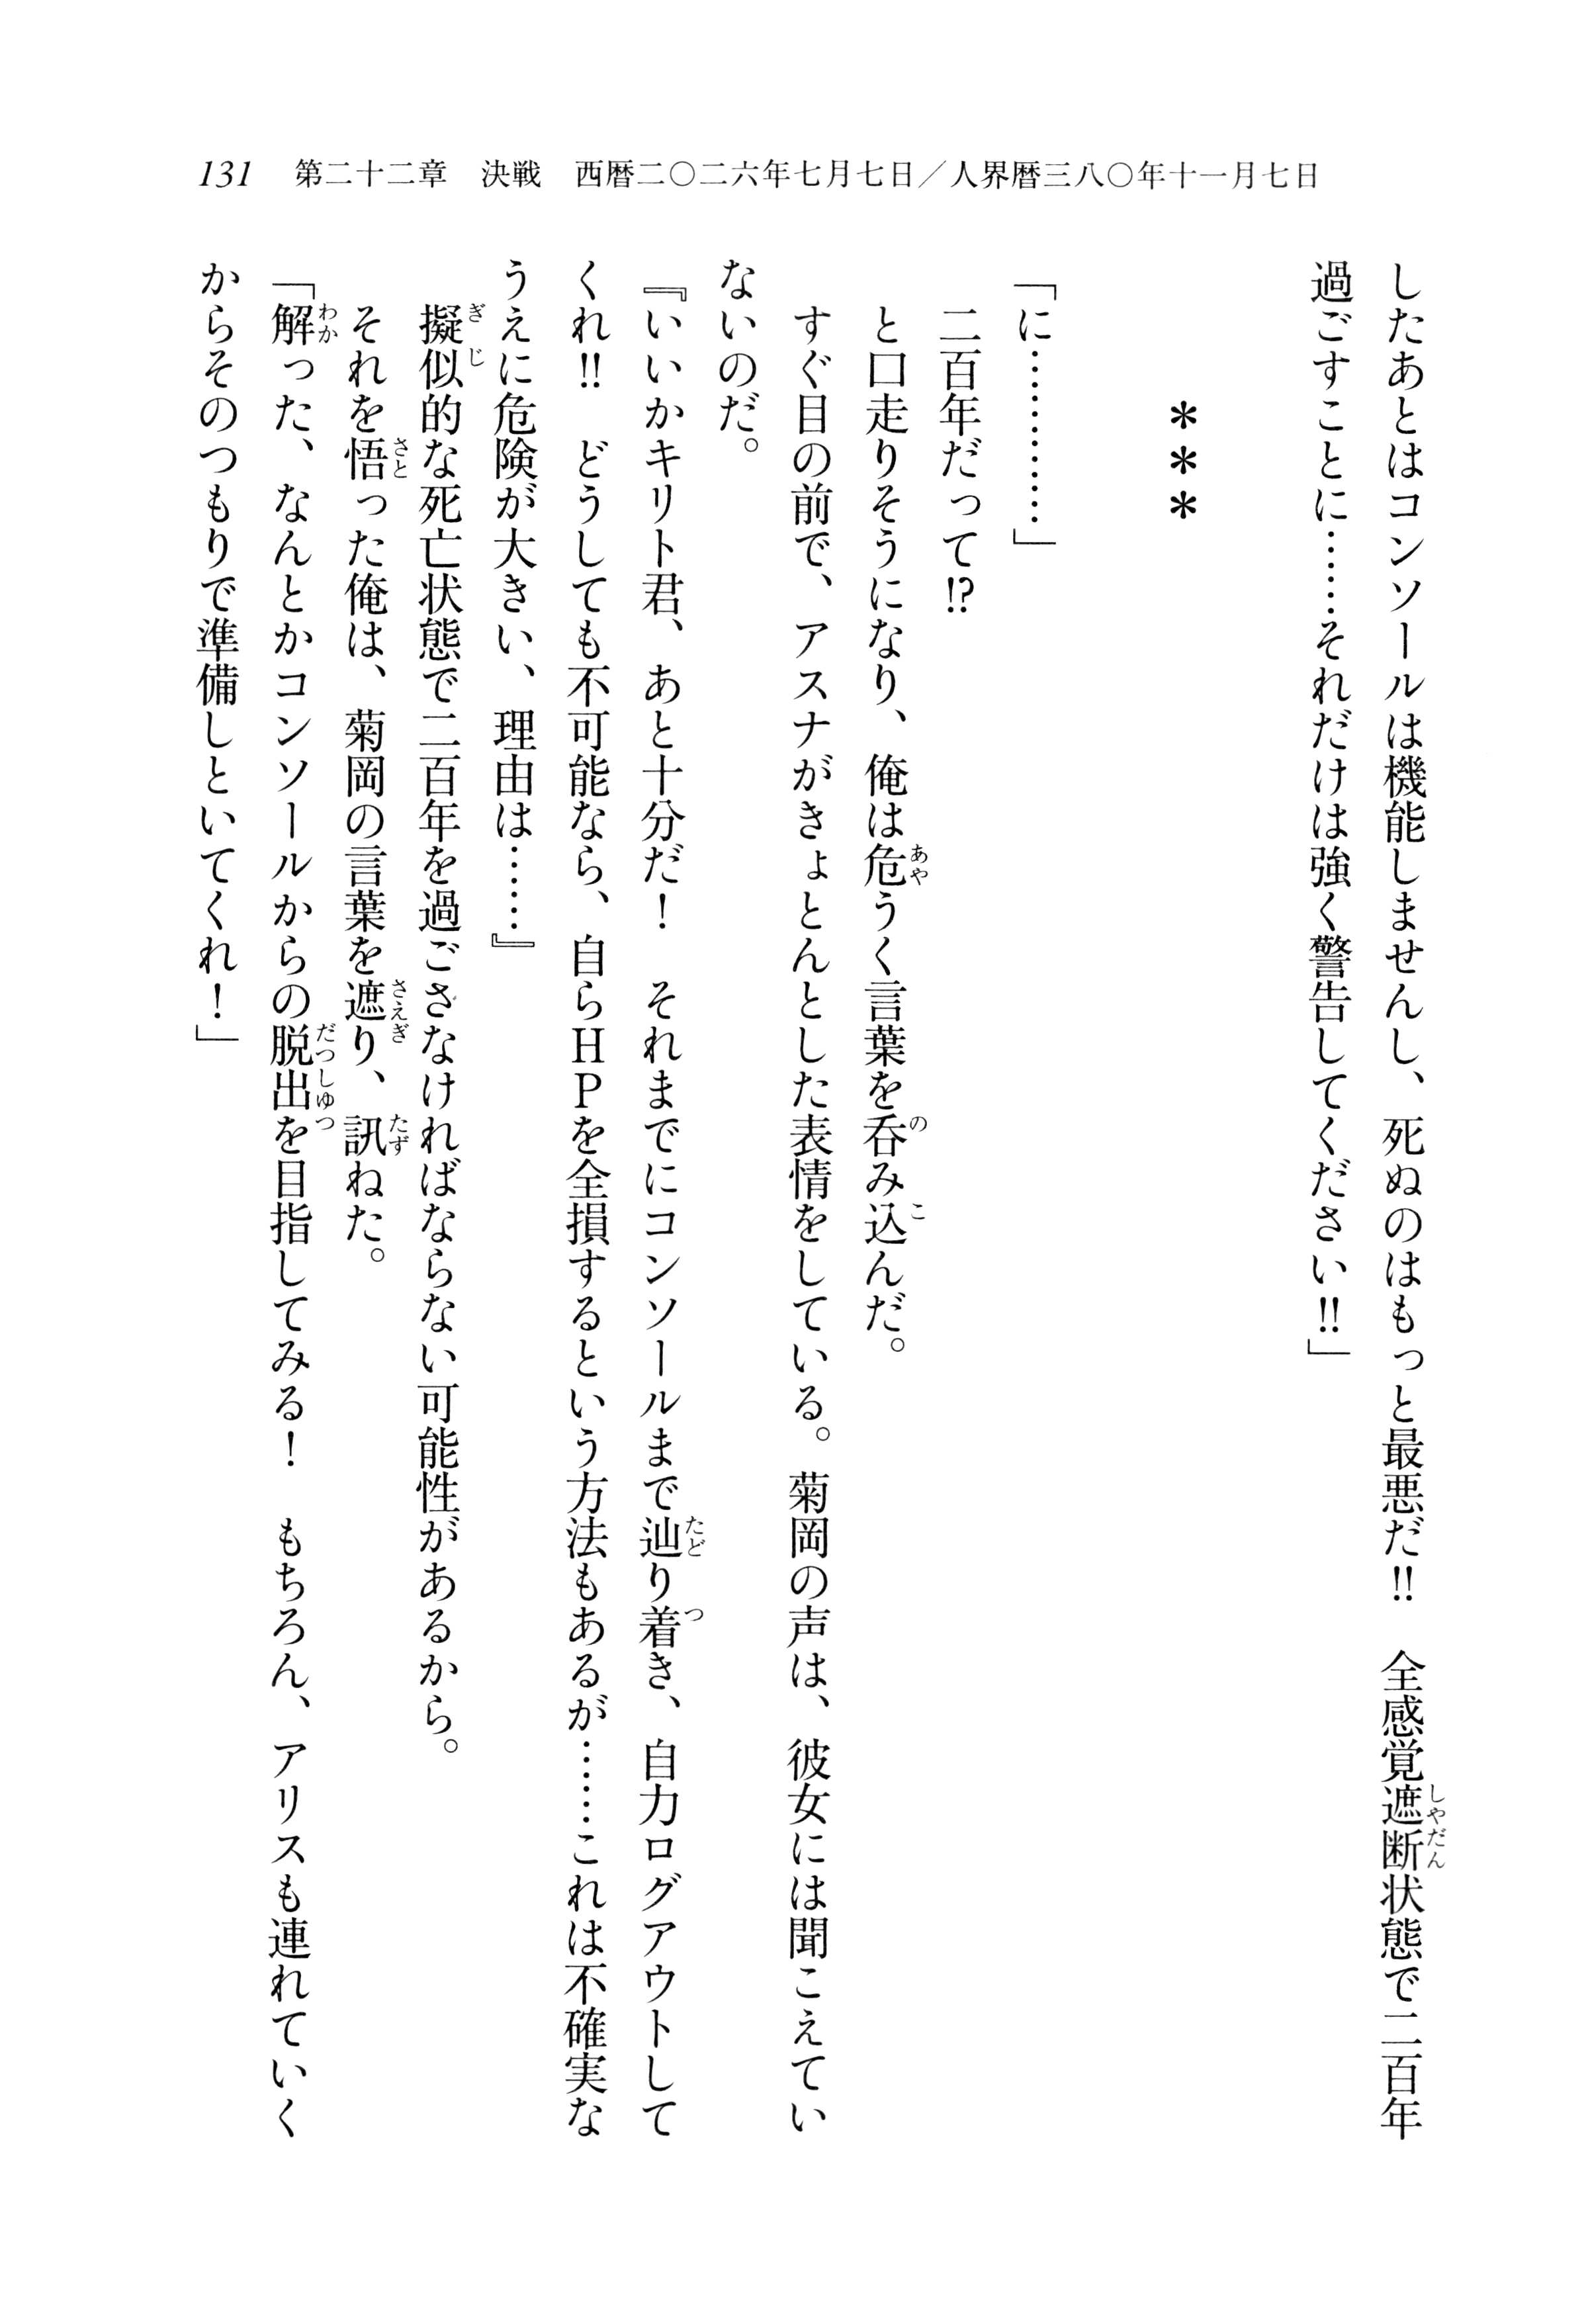 131　第二十二章　決戦　西暦二〇二六年七月七日／人界暦三八〇年十一月七日
したあとはコンソールは機能しませんし、死ぬのはもっと最悪だ!!　全感覚遮断状態で二百年
過ごすことに……それだけは強く警告してください!!」
＊＊＊
「に…………」
二百年だって!?
と口走りそうになり、俺は危うく言葉を呑み込んだ。
すぐ目の前で、アスナがきょとんとした表情をしている。菊岡の声は、彼女には聞こえてい
ないのだ。
『いいかキリト君、あと十分だ！　それまでにコンソールまで辿り着き、自力ログアウトして
くれ!!　どうしても不可能なら、自らＨＰを全損するという方法もあるが……これは不確実な
うえに危険が大きい、理由は……』
擬似的な死亡状態で二百年を過ごさなければならない可能性があるから。
それを悟った俺は、菊岡の言葉を遮り、訊ねた。
「解った、なんとかコンソールからの脱出を目指してみる！　もちろん、アリスも連れていく
からそのつもりで準備しといてくれ！」